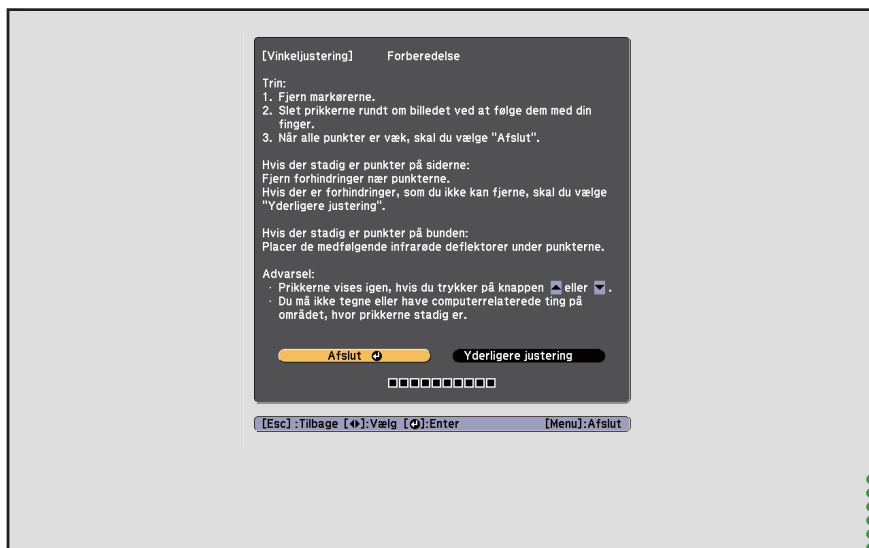 [Vinkeljustering] Forberedelse
Trin:
1. Fjern markørerne.
2. Slet prikkerne rundt om billedet ved at følge dem med din
finger.
3. Når alle punkter er væk, skal du vælge "Afslut".
Hvis der stadig er punkter på siderne:
Fjern forhindringer nær punkterne.
Hvis der er forhindringer, som du ikke kan fjerne, skal du vælge
"Yderligere justering".
Hvis der stadig er punkter på bunden:
Placer de medfølgende infrarøde deflektorer under punkterne.
Advarsel:
· Prikkerne vises igen, hvis du trykker på knappen ▲ eller ▼.
· Du må ikke tegne eller have computerrelaterede ting på
området, hvor prikkerne stadig er.
Afslut Yderligere justering
[Esc] :Tilbage [◆]:Vælg [⏎]:Enter [Menu]:Afslut